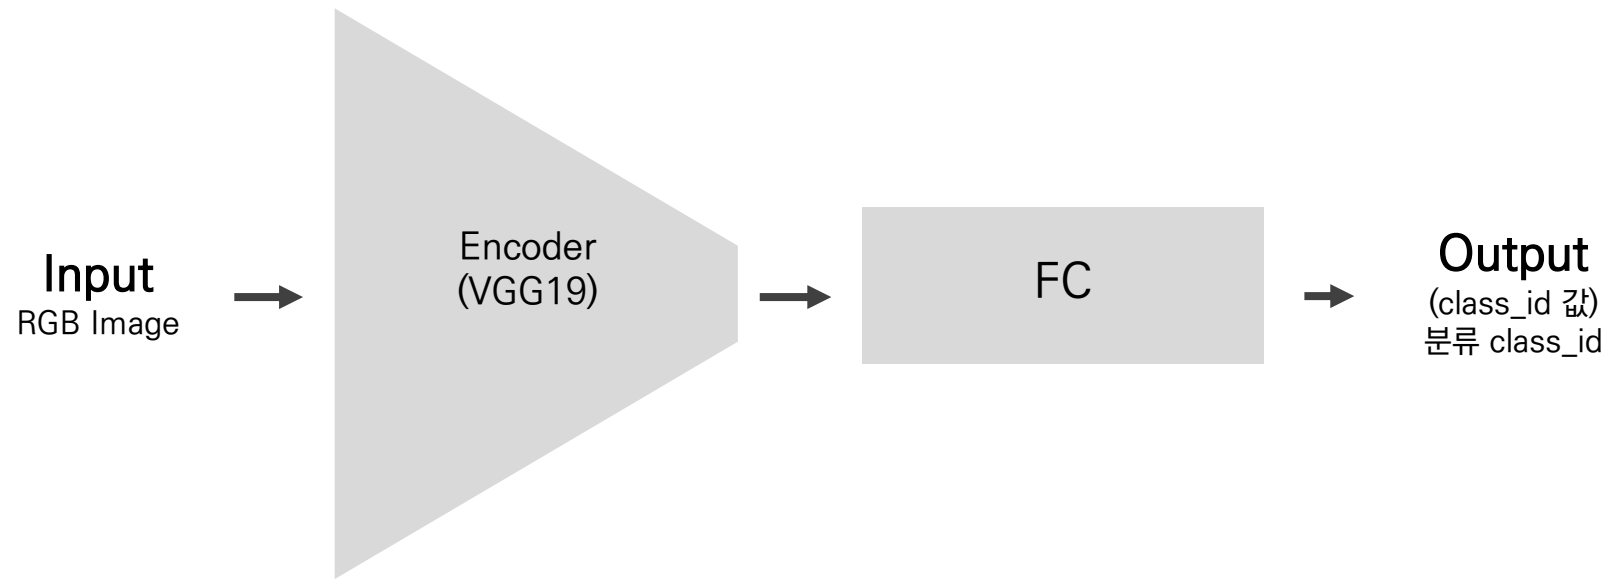 Input
RGB Image
Encoder
(VGG19)
FC
Output
(class_id 값)
분류 class_id